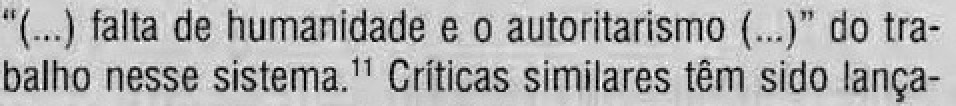 “(...) falta de humanidade e o autoritarismo (...)” do tra-
balho nesse sistema.¹¹ Críticas similares têm sido lança-